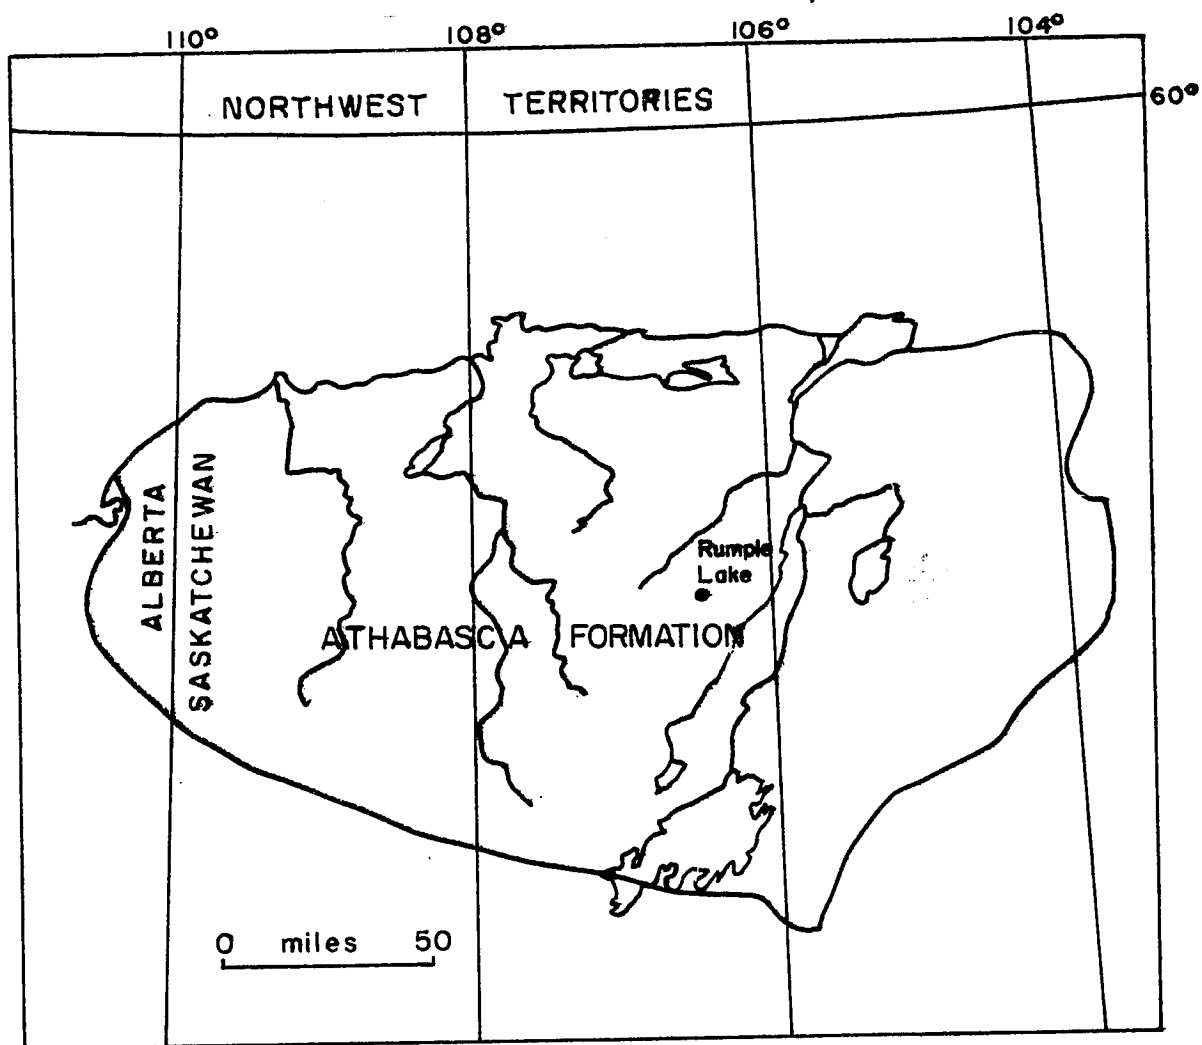 110° 108° 106° 104°
60°
NORTHWEST TERRITORIES
ALBERTA
SASKATCHEWAN
Rumple
Lake
ATHABASCA FORMATION
0 miles 50